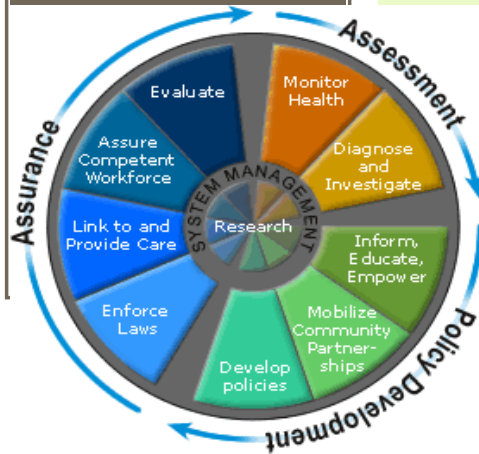 Assessment
Monitor
Health
Diagnose
and
Investigate
Policy Development
Inform,
Educate,
Empower
Mobilize
Community
Partner-
ships
Develop
policies
Assurance
Enforce
Laws
Link to and
Provide Care
Assure
Competent
Workforce
Evaluate
SYSTEM MANAGEMENT
Research